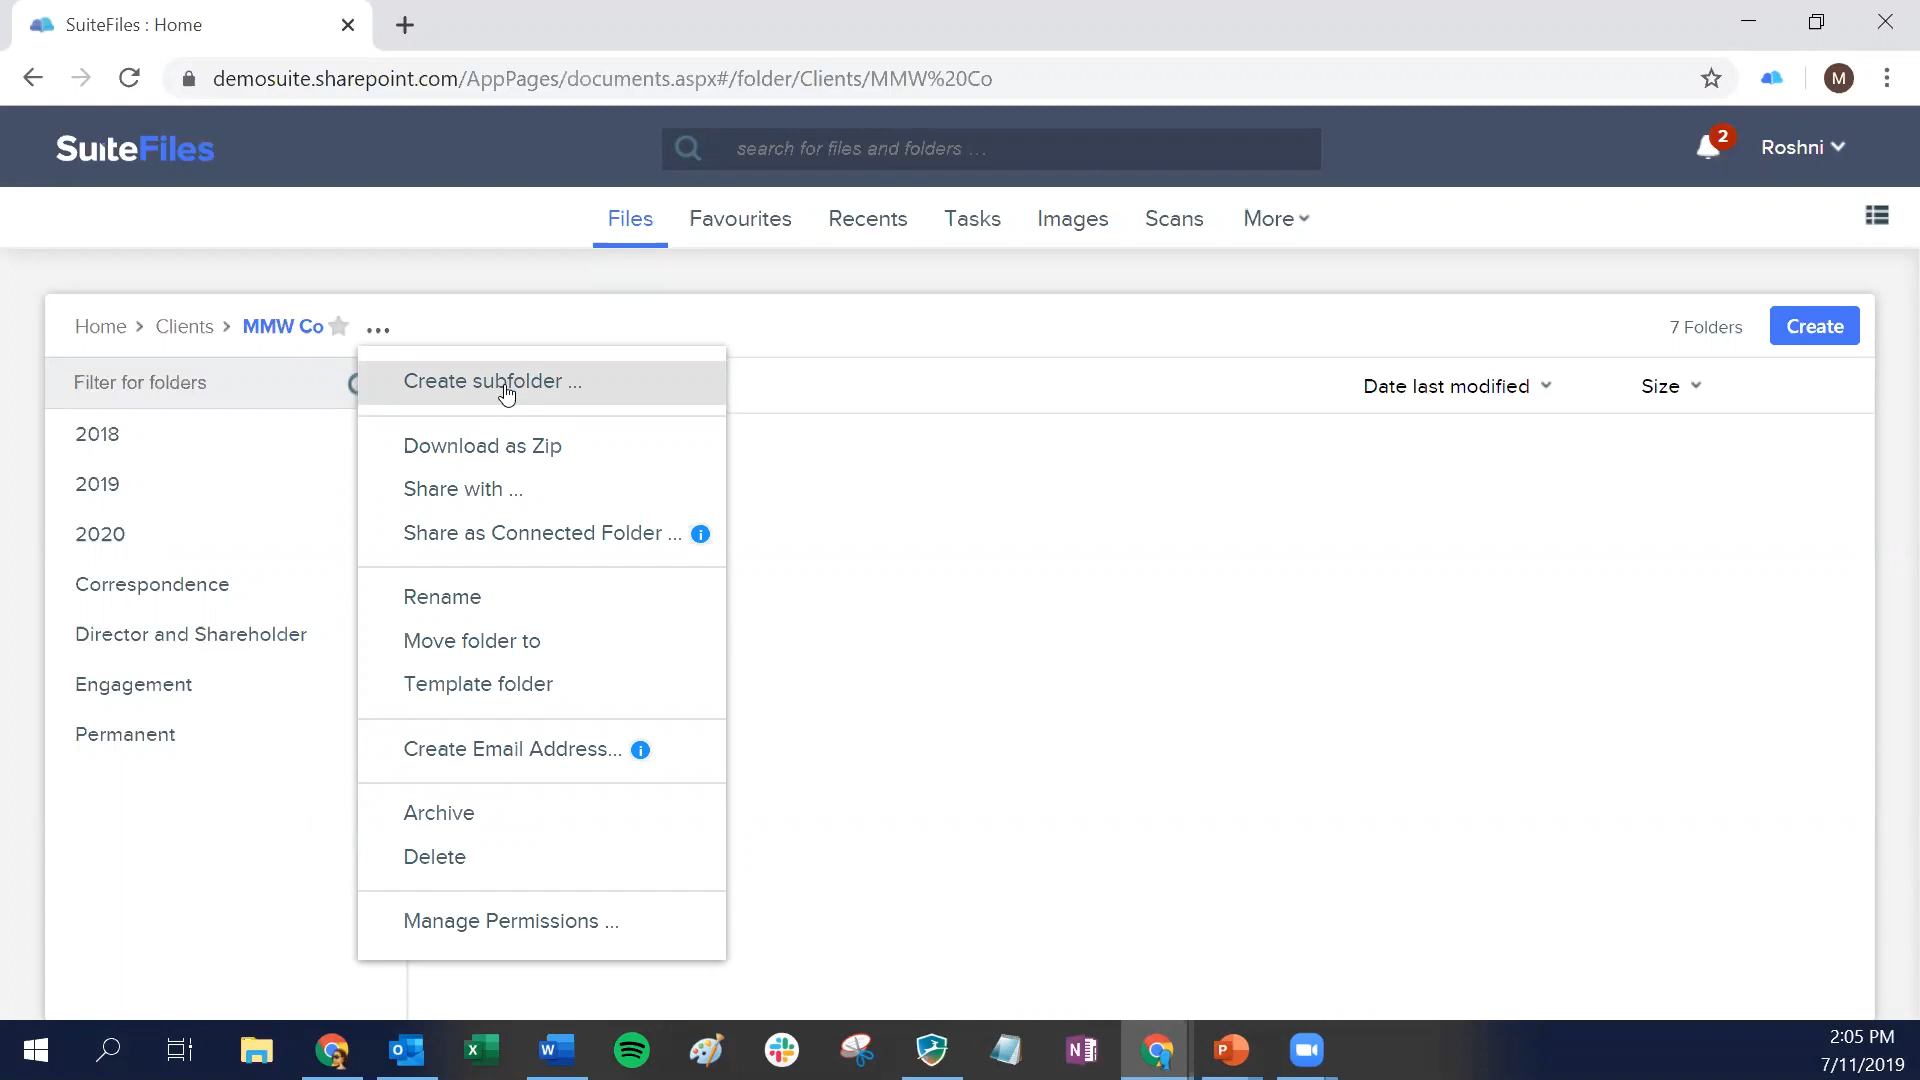 SuiteFiles : Home
demosuite.sharepoint.com/AppPages/documents.aspx#/folder/Clients/MMW%20Co
M
SuiteFiles
search for files and folders ...
2
Roshni
Files Favourites Recents Tasks Images Scans More
Home > Clients > MMW Co ...
7 Folders
Create
Filter for folders
Date last modified
Size
2018
2019
2020
Correspondence
Director and Shareholder
Engagement
Permanent
Create subfolder ...
Download as Zip
Share with ...
Share as Connected Folder ... i
Rename
Move folder to
Template folder
Create Email Address... i
Archive
Delete
Manage Permissions ...
2:05 PM
7/11/2019